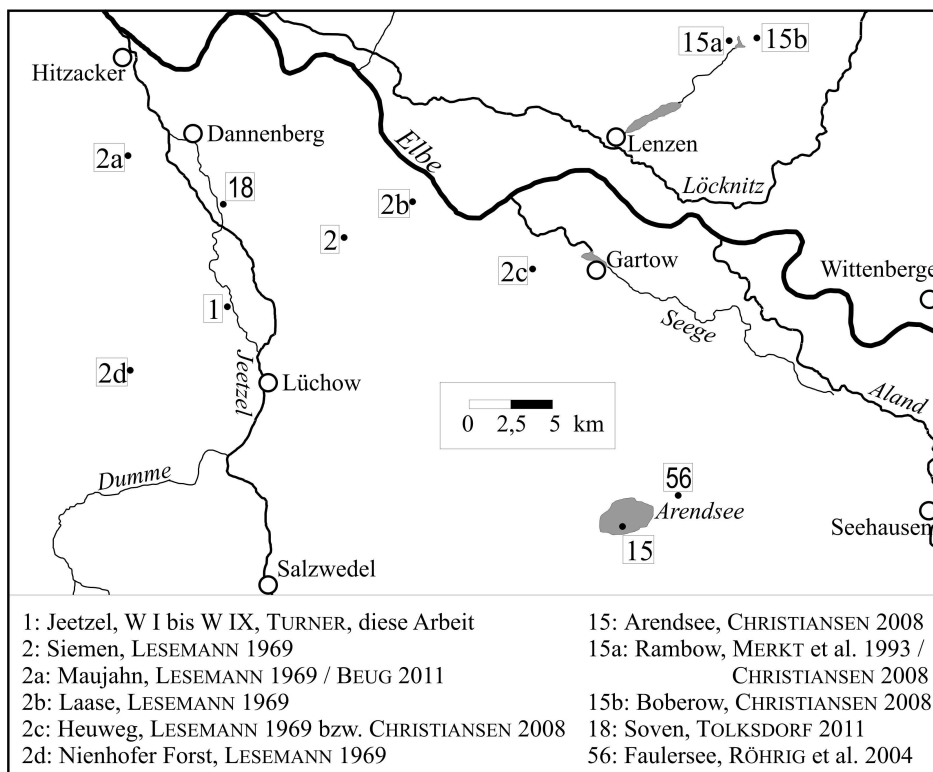 15a 15b
Hitzacker
Dannenberg
Elbe
Lenzen
2a
Löcknitz
18
2b
2
Gartow
2c
Wittenberge
1
Seege
Jeetzel
2d
Lüchow
Aland
0 2,5 5 km
Dumme
56
Arendsee
Seehausen
15
Salzwedel
1: Jeetzel, W I bis W IX, TURNER, diese Arbeit
2: Siemen, LESEMANN 1969
2a: Maujahn, LESEMANN 1969 / BEUG 2011
2b: Laase, LESEMANN 1969
2c: Heuweg, LESEMANN 1969 bzw. CHRISTIANSEN 2008
2d: Nienhofer Forst, LESEMANN 1969
15: Arendsee, CHRISTIANSEN 2008
15a: Rambow, MERKT et al. 1993 /
CHRISTIANSEN 2008
15b: Boberow, CHRISTIANSEN 2008
18: Soven, TOLKSDORF 2011
56: Faulersee, RÖHRIG et al. 2004